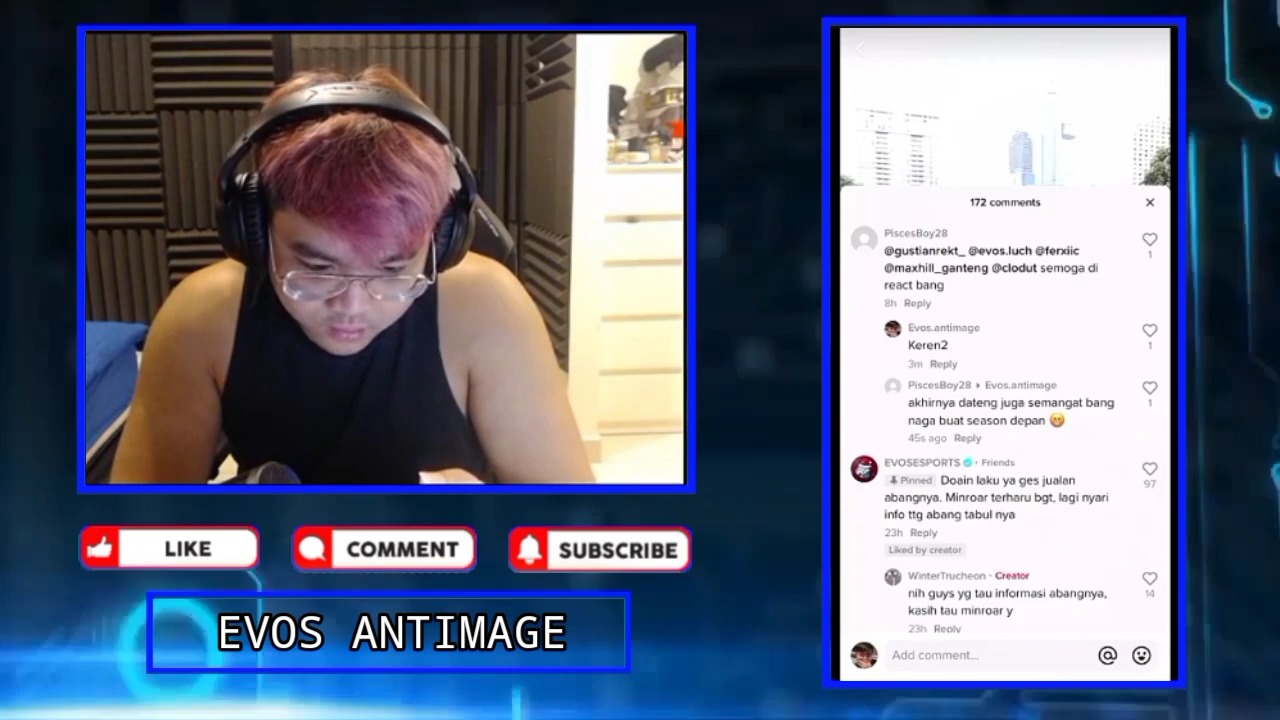 LIKE
COMMENT
SUBSCRIBE
EVOS ANTIMAGE
172 comments
PiscesBoy28
@gustianrekt_ @evos.luch @ferxiic
@maxhill_ganteng @clodut semoga di
react bang
1
8h Reply
Evos.antimage
Keren2
1
3m Reply
PiscesBoy28 Evos.antimage
akhirnya dateng juga semangat bang
naga buat season depan
1
45s ago Reply
EVOSESPORTS · Friends
Pinned Doain laku ya ges jualan
abangnya. Minroar terharu bgt, lagi nyari
info ttg abang tabul nya
97
23h Reply
Liked by creator
WinterTrucheon · Creator
nih guys yg tau informasi abangnya,
kasih tau minroar y
14
23h Reply
Add comment...